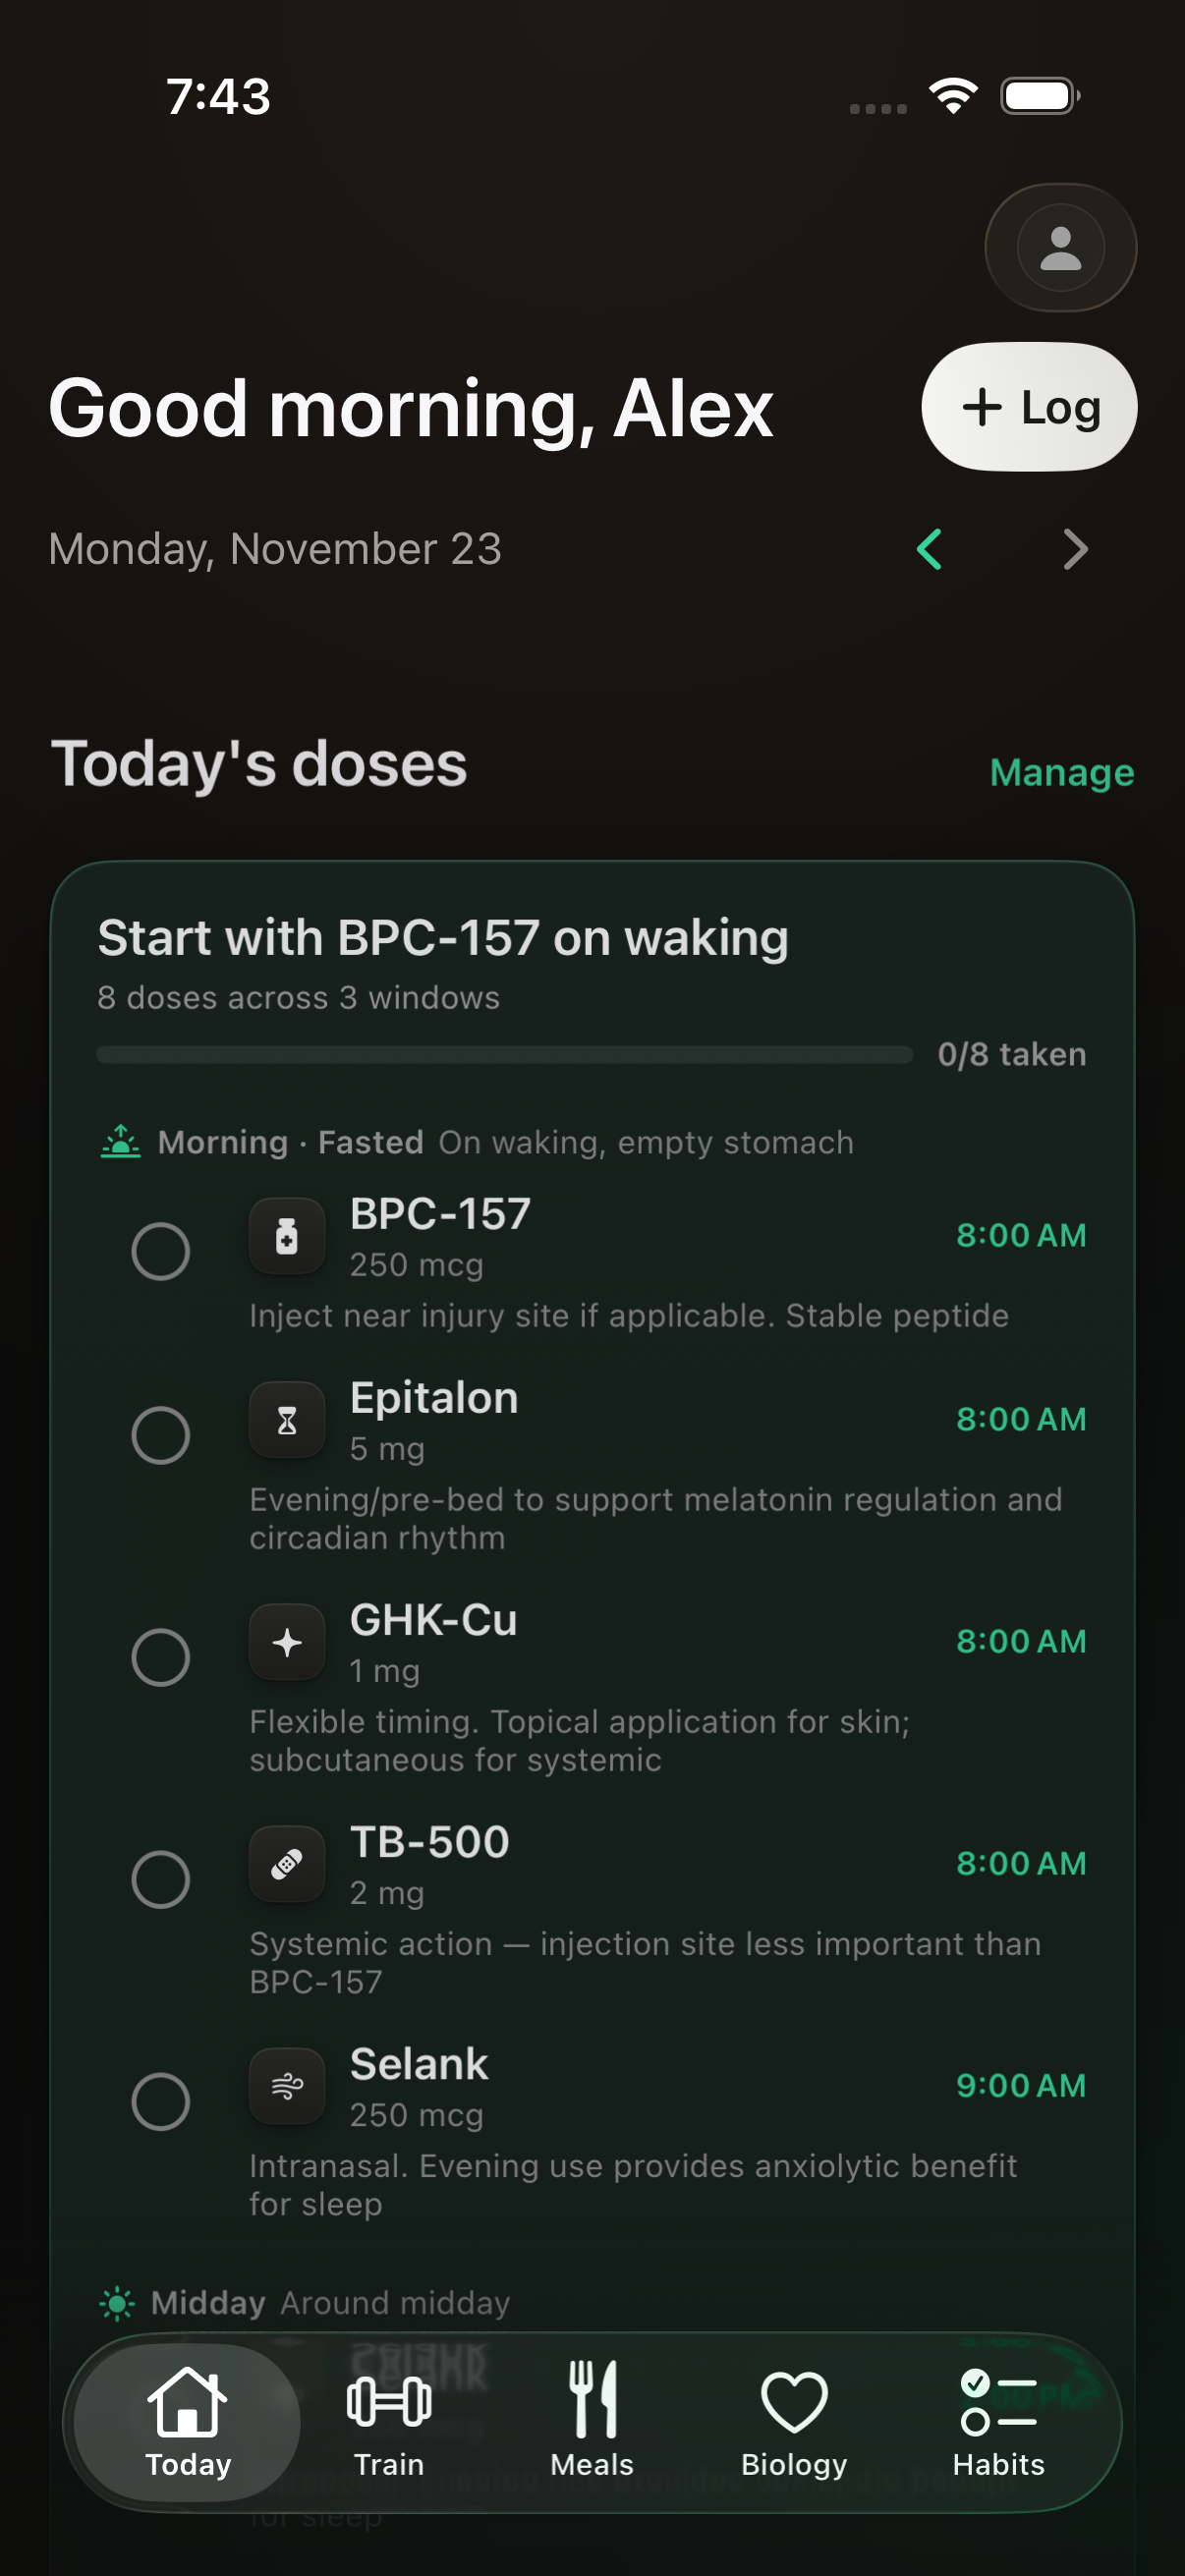 7:43
Good morning, Alex
+ Log
Monday, November 23
Today's doses
Manage
Start with BPC-157 on waking
8 doses across 3 windows
0/8 taken
Morning · Fasted On waking, empty stomach
BPC-157
250 mcg
8:00 AM
Inject near injury site if applicable. Stable peptide
Epitalon
5 mg
8:00 AM
Evening/pre-bed to support melatonin regulation and
circadian rhythm
GHK-Cu
1 mg
8:00 AM
Flexible timing. Topical application for skin;
subcutaneous for systemic
TB-500
2 mg
8:00 AM
Systemic action — injection site less important than
BPC-157
Selank
250 mcg
9:00 AM
Intranasal. Evening use provides anxiolytic benefit
for sleep
Midday Around midday
Today
Train
Meals
Biology
Habits
for sleep